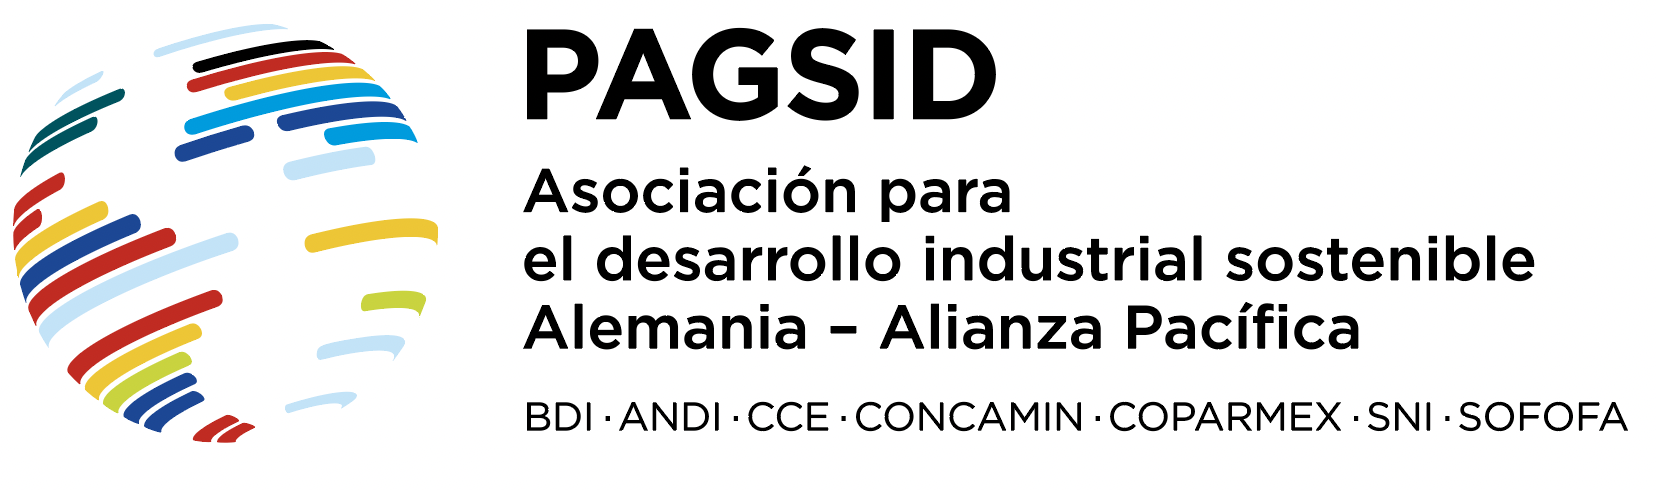 PAGSID
Asociación para
el desarrollo industrial sostenible
Alemania – Alianza Pacífica
BDI · ANDI · CCE · CONCAMIN · COPARMEX · SNI · SOFOFA